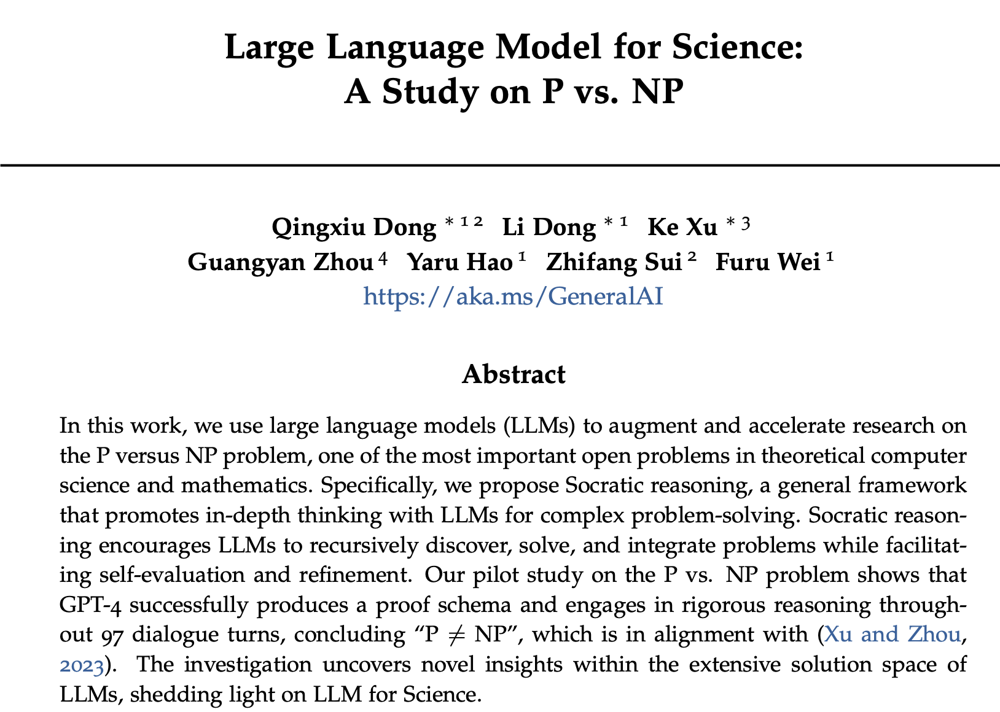 Large Language Model for Science:
A Study on P vs. NP
Qingxiu Dong * 1 2 Li Dong * 1 Ke Xu * 3
Guangyan Zhou 4 Yaru Hao 1 Zhifang Sui 2 Furu Wei 1
https://aka.ms/GeneralAI
Abstract
In this work, we use large language models (LLMs) to augment and accelerate research on
the P versus NP problem, one of the most important open problems in theoretical computer
science and mathematics. Specifically, we propose Socratic reasoning, a general framework
that promotes in-depth thinking with LLMs for complex problem-solving. Socratic reason-
ing encourages LLMs to recursively discover, solve, and integrate problems while facilitat-
ing self-evaluation and refinement. Our pilot study on the P vs. NP problem shows that
GPT-4 successfully produces a proof schema and engages in rigorous reasoning through-
out 97 dialogue turns, concluding “P ≠ NP”, which is in alignment with (Xu and Zhou,
2023). The investigation uncovers novel insights within the extensive solution space of
LLMs, shedding light on LLM for Science.